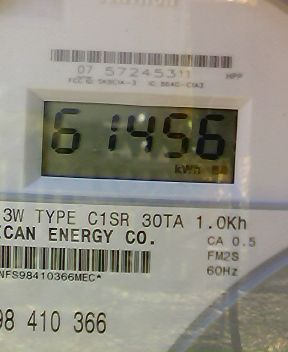 07 57245311 HPP
61456
kWh
3W TYPE C1SR 30TA 1.0Kh
ICAN ENERGY CO.
CA 0.5
FM2S
NFS98410366MEC*
60Hz
98 410 366